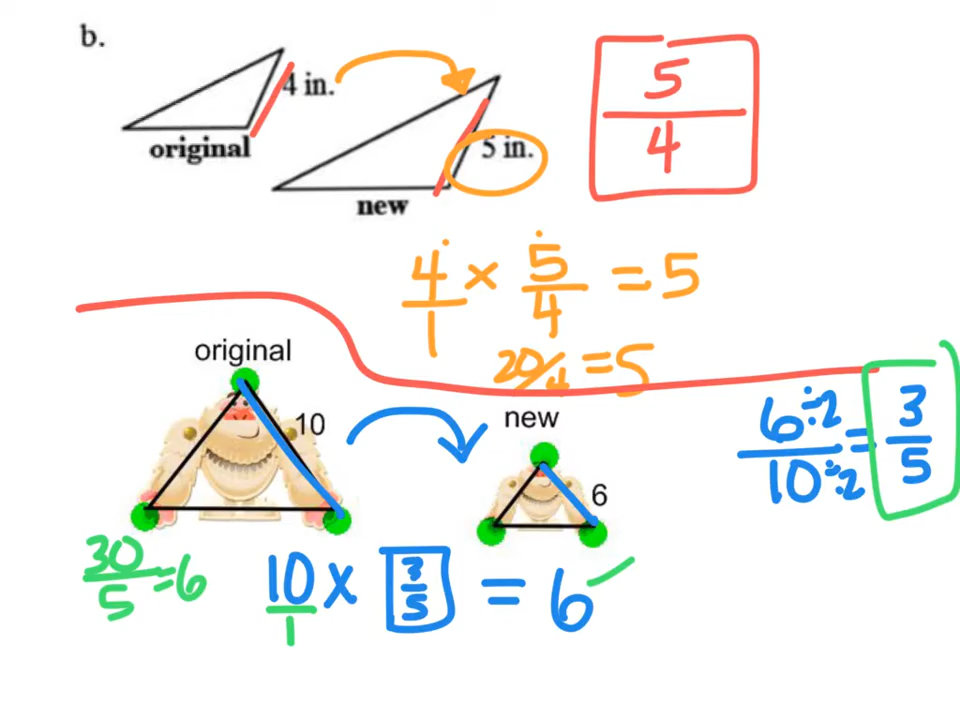 b.
4 in.
original
5 in.
new
5/4
4/1 × 5/4 = 5
20/4 = 5
original
10
new
6
6÷2/10÷2 = 3/5
30/5 = 6
10/1 × 3/5 = 6